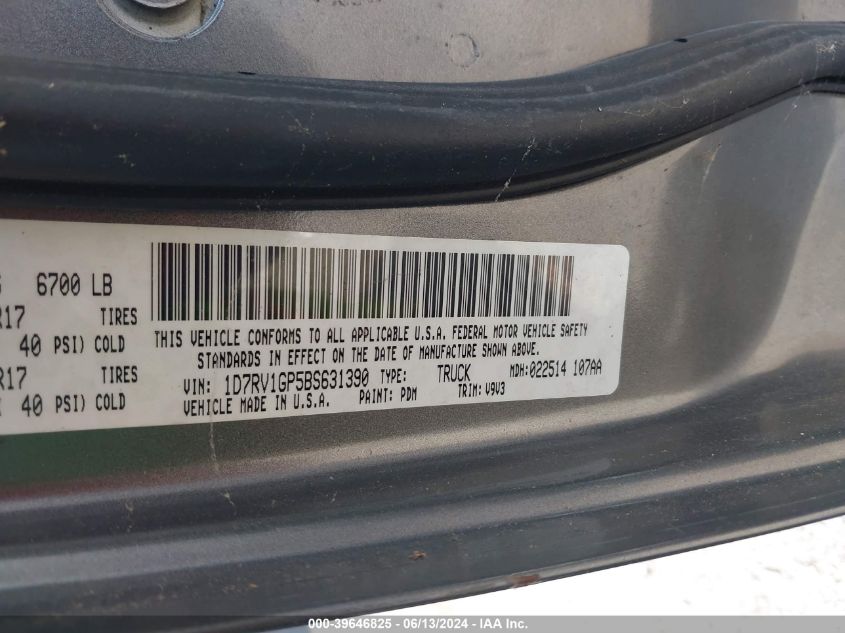 6700 LB
R17 TIRES
40 PSI) COLD
R17 TIRES
40 PSI) COLD
THIS VEHICLE CONFORMS TO ALL APPLICABLE U.S.A. FEDERAL MOTOR VEHICLE SAFETY
STANDARDS IN EFFECT ON THE DATE OF MANUFACTURE SHOWN ABOVE.
VIN: 1D7RV1GP5BS631390 TYPE: TRUCK MDH:022514 107AA
VEHICLE MADE IN U.S.A. PAINT: PDM TRIM: V9V3
000-39646825 - 06/13/2024 - IAA Inc.